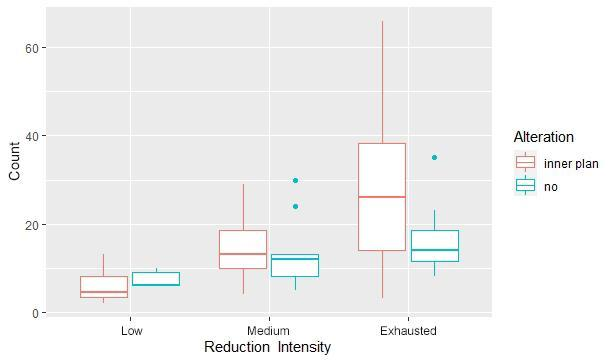 60
40
20
0
Count
Low Medium Exhausted
Reduction Intensity
Alteration
inner plan
no